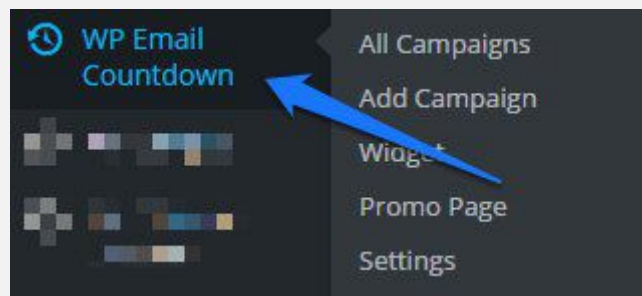 WP Email
Countdown
All Campaigns
Add Campaign
Widget
Promo Page
Settings